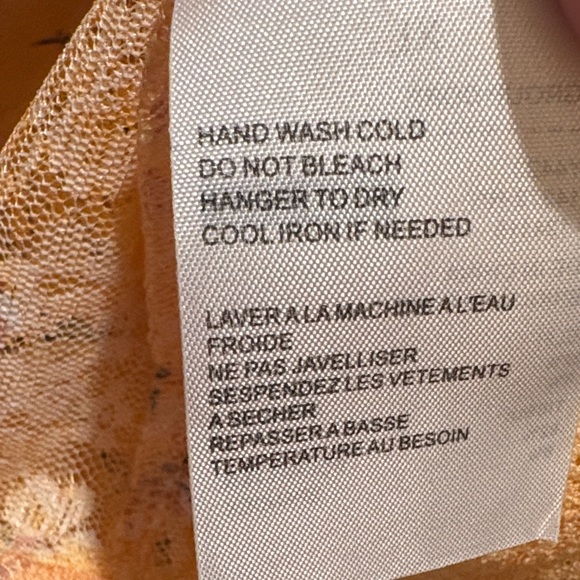 HAND WASH COLD
DO NOT BLEACH
HANGER TO DRY
COOL IRON IF NEEDED
LAVER A LA MACHINE A L'EAU
FROIDE
NE PAS JAVELLISER
SESPENDEZ LES VETEMENTS
A SECHER
REPASSER A BASSE
TEMPERATURE AU BESOIN